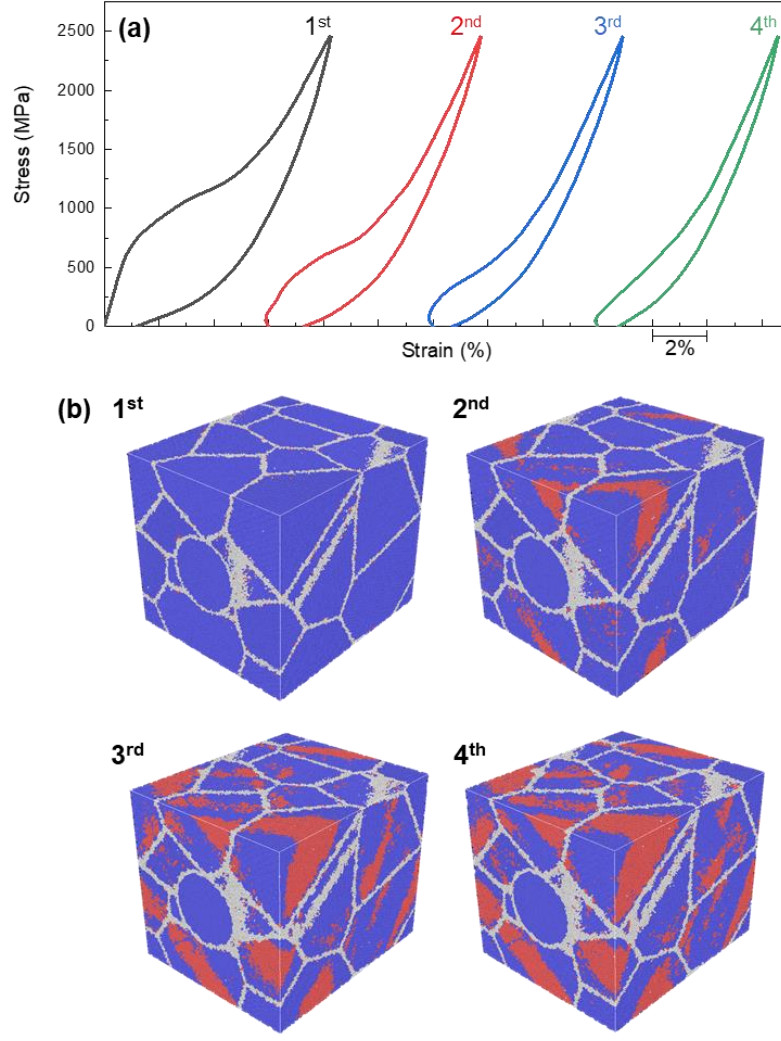 (a)
1st
2nd
3rd
4th
Stress (MPa)
2500
2000
1500
1000
500
0
Strain (%)
2%
(b)
1st
2nd
3rd
4th